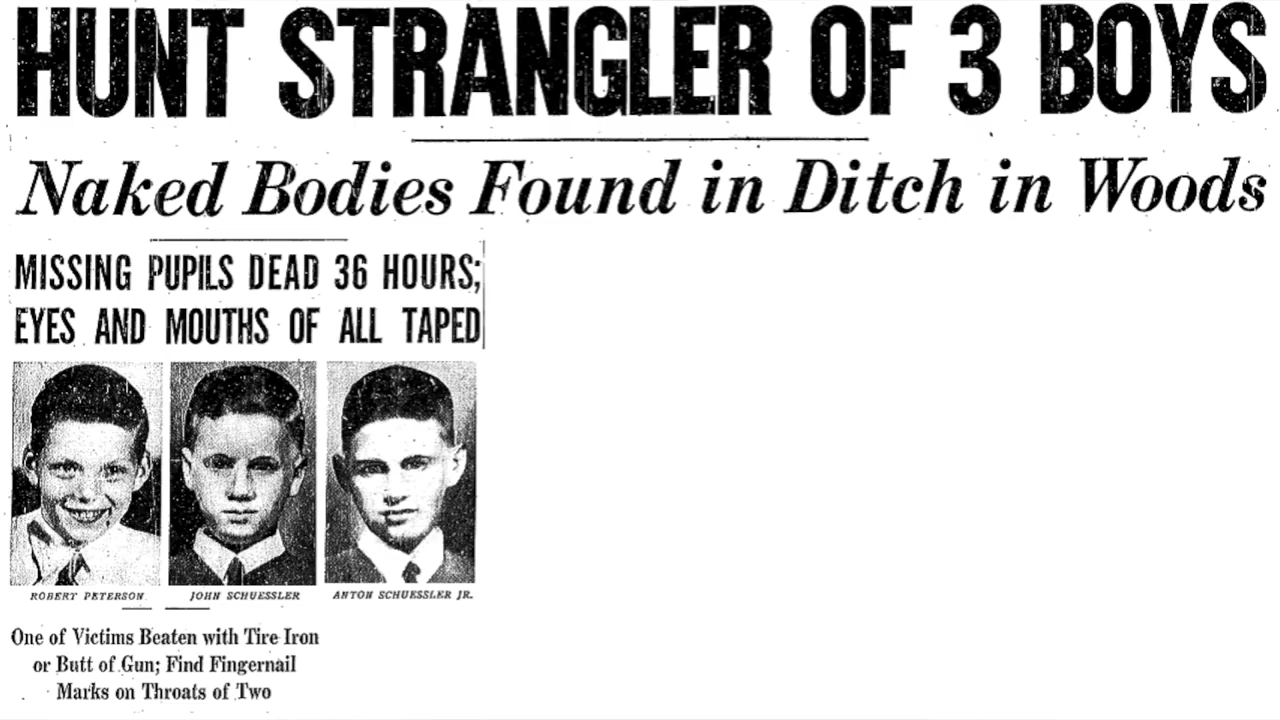 HUNT STRANGLER OF 3 BOYS
Naked Bodies Found in Ditch in Woods
MISSING PUPILS DEAD 36 HOURS;
EYES AND MOUTHS OF ALL TAPED
ROBERT PETERSON
JOHN SCHUESSLER
ANTON SCHUESSLER JR.
One of Victims Beaten with Tire Iron
or Butt of Gun; Find Fingernail
Marks on Throats of Two